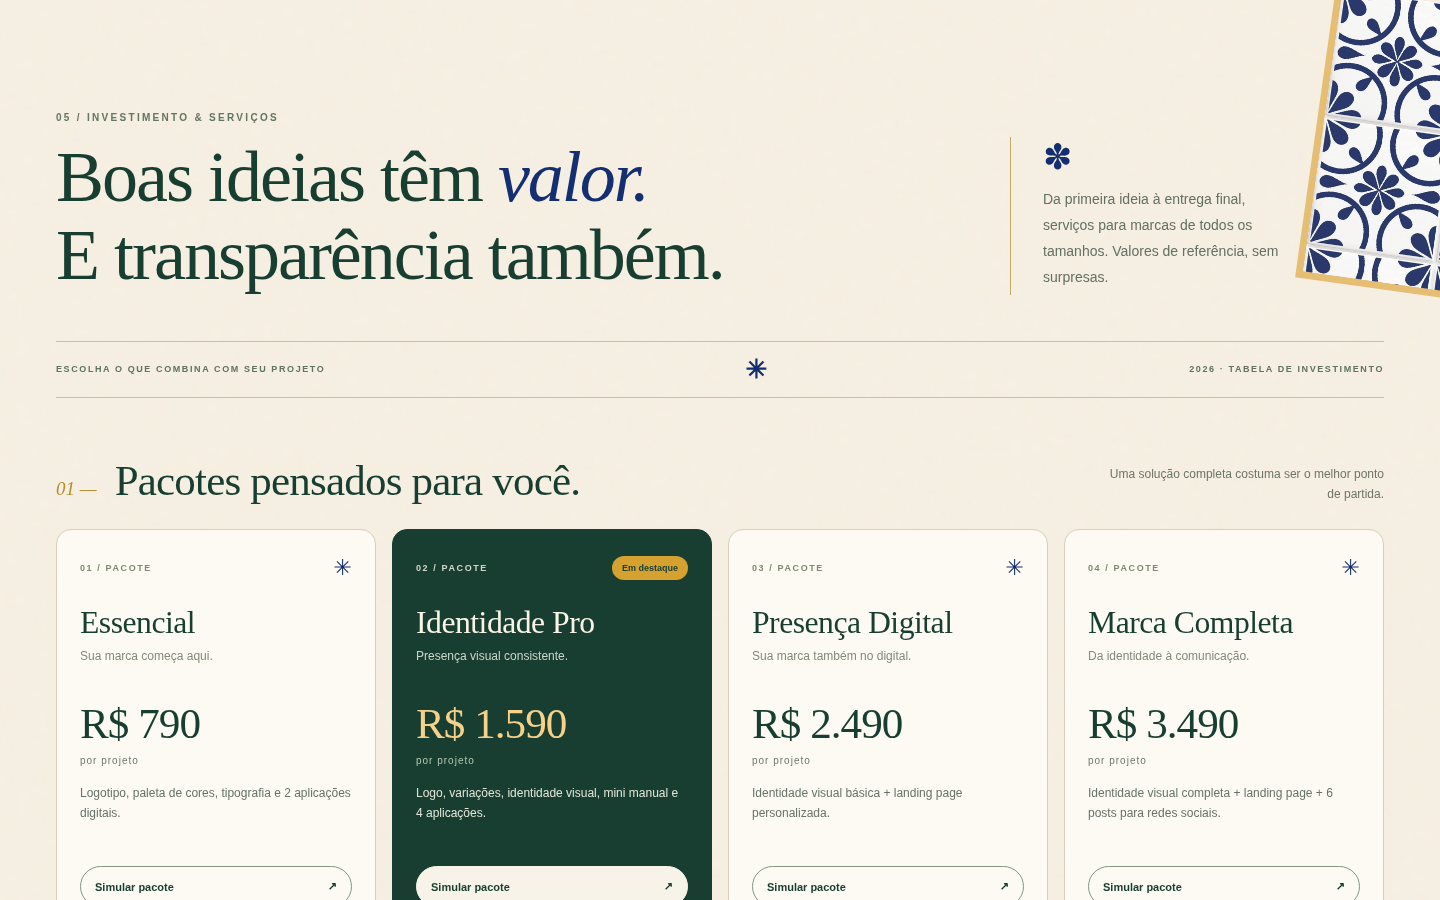 05 / INVESTIMENTO & SERVIÇOS
Boas ideias têm valor.
E transparência também.
Da primeira ideia à entrega final,
serviços para marcas de todos os
tamanhos. Valores de referência, sem
surpresas.
ESCOLHA O QUE COMBINA COM SEU PROJETO
2026 · TABELA DE INVESTIMENTO
01 — Pacotes pensados para você.
Uma solução completa costuma ser o melhor ponto
de partida.
01 / PACOTE
Essencial
Sua marca começa aqui.
R$ 790
por projeto
Logotipo, paleta de cores, tipografia e 2 aplicações
digitais.
Simular pacote ↗
02 / PACOTE
Em destaque
Identidade Pro
Presença visual consistente.
R$ 1.590
por projeto
Logo, variações, identidade visual, mini manual e
4 aplicações.
Simular pacote ↗
03 / PACOTE
Presença Digital
Sua marca também no digital.
R$ 2.490
por projeto
Identidade visual básica + landing page
personalizada.
Simular pacote ↗
04 / PACOTE
Marca Completa
Da identidade à comunicação.
R$ 3.490
por projeto
Identidade visual completa + landing page + 6
posts para redes sociais.
Simular pacote ↗